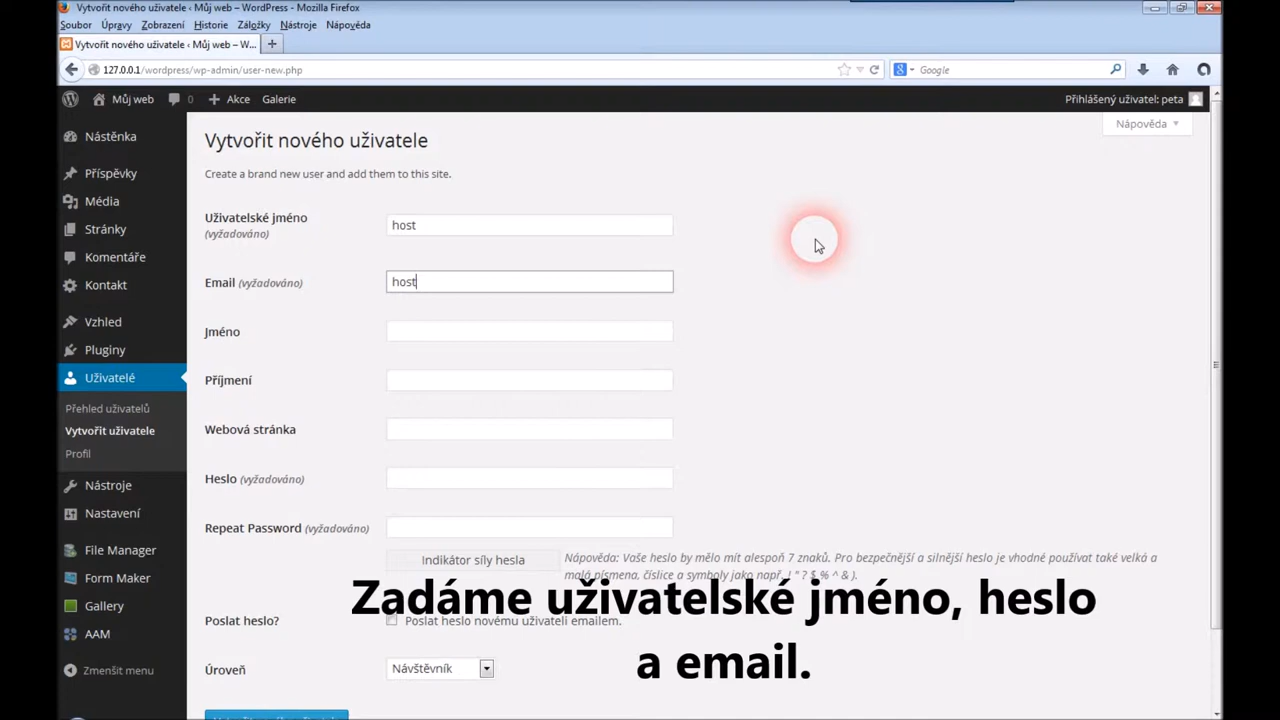 Vytvořit nového uživatele ‹ Můj web – WordPress - Mozilla Firefox
Soubor Úpravy Zobrazení Historie Záložky Nástroje Nápověda
Vytvořit nového uživatele ‹ Můj web – W...
127.0.0.1/wordpress/wp-admin/user-new.php
Google
Můj web 0 Akce Galerie
Přihlášený uživatel: peta
Nápověda
Nástěnka
Příspěvky
Média
Stránky
Komentáře
Kontakt
Vzhled
Pluginy
Uživatelé
Přehled uživatelů
Vytvořit uživatele
Profil
Nástroje
Nastavení
File Manager
Form Maker
Gallery
AAM
Zmenšit menu
Vytvořit nového uživatele
Create a brand new user and add them to this site.
Uživatelské jméno host
(vyžadováno)
Email (vyžadováno) host
Jméno
Příjmení
Webová stránka
Heslo (vyžadováno)
Repeat Password (vyžadováno)
Indikátor síly hesla
Nápověda: Vaše heslo by mělo mít alespoň 7 znaků. Pro bezpečnější a silnější heslo je vhodné používat také velká a
malá písmena, číslice a symboly jako např. ! " ? $ % ^ & ).
Poslat heslo? Poslat heslo novému uživateli emailem.
Úroveň Návštěvník
Zadáme uživatelské jméno, heslo
a email.